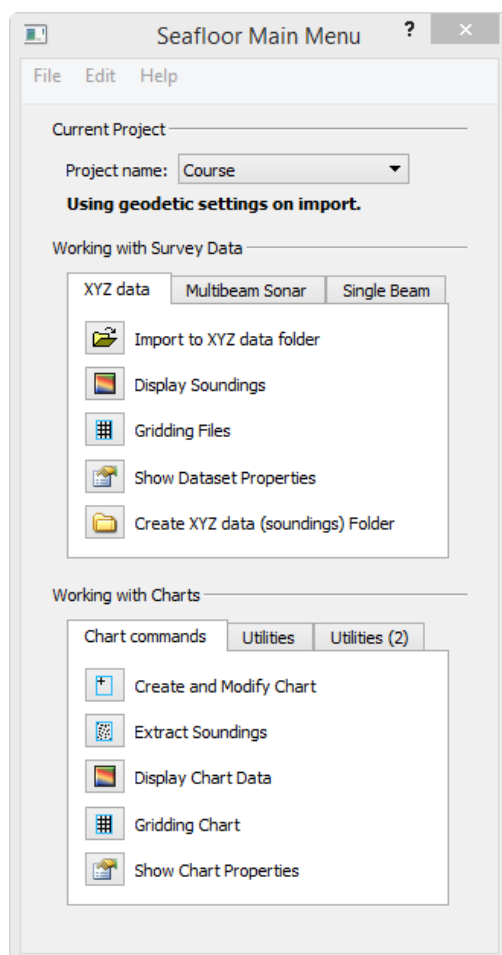 Seafloor Main Menu ? ×
File Edit Help
Current Project
Project name: Course
Using geodetic settings on import.
Working with Survey Data
XYZ data Multibeam Sonar Single Beam
Import to XYZ data folder
Display Soundings
Gridding Files
Show Dataset Properties
Create XYZ data (soundings) Folder
Working with Charts
Chart commands Utilities Utilities (2)
Create and Modify Chart
Extract Soundings
Display Chart Data
Gridding Chart
Show Chart Properties